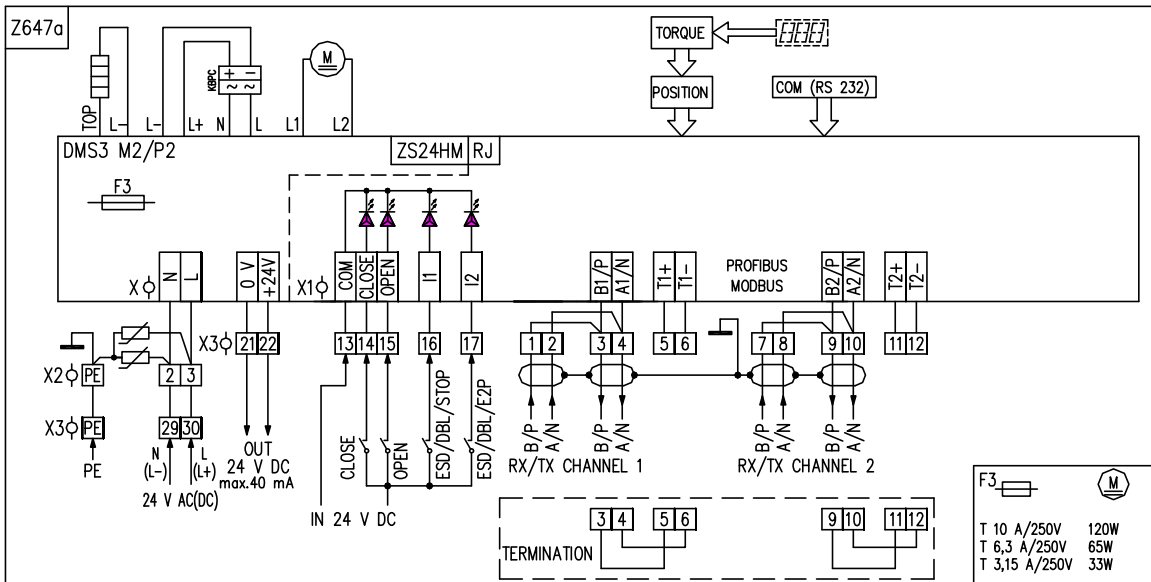 Z647a
TORQUE
POSITION
COM (RS 232)
KBPC
+ −
~ ~
M
TOP L− L− L+ N L L1 L2
DMS3 M2/P2
ZS24HM RJ
F3
X N L
0 V +24V
X1 COM CLOSE OPEN I1 I2
B1/P A1/N T1+ T1−
PROFIBUS
MODBUS
B2/P A2/N T2+ T2−
X3 21 22
13 14 15 16 17
1 2 3 4 5 6
7 8 9 10 11 12
X2 PE 2 3
X3 PE 29 30
PE
N
(L−)
L
(L+)
24 V AC(DC)
OUT
24 V DC
max.40 mA
CLOSE
OPEN
ESD/DBL/STOP
ESD/DBL/E2P
IN 24 V DC
B/P A/N B/P A/N
RX/TX CHANNEL 1
B/P A/N B/P A/N
RX/TX CHANNEL 2
TERMINATION
3 4 5 6
9 10 11 12
F3 M
T 10 A/250V 120W
T 6,3 A/250V 65W
T 3,15 A/250V 33W